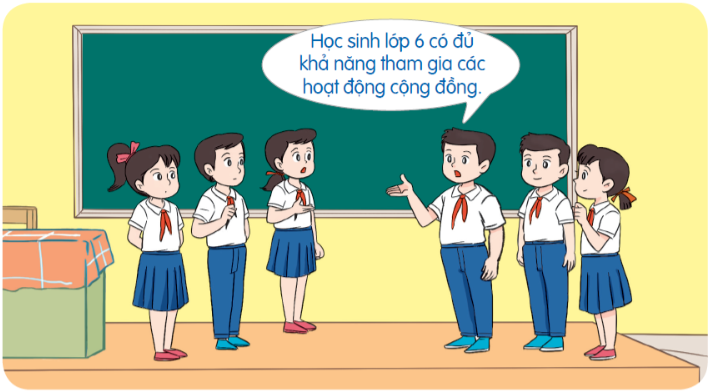 Học sinh lớp 6 có đủ
khả năng tham gia các
hoạt động cộng đồng.